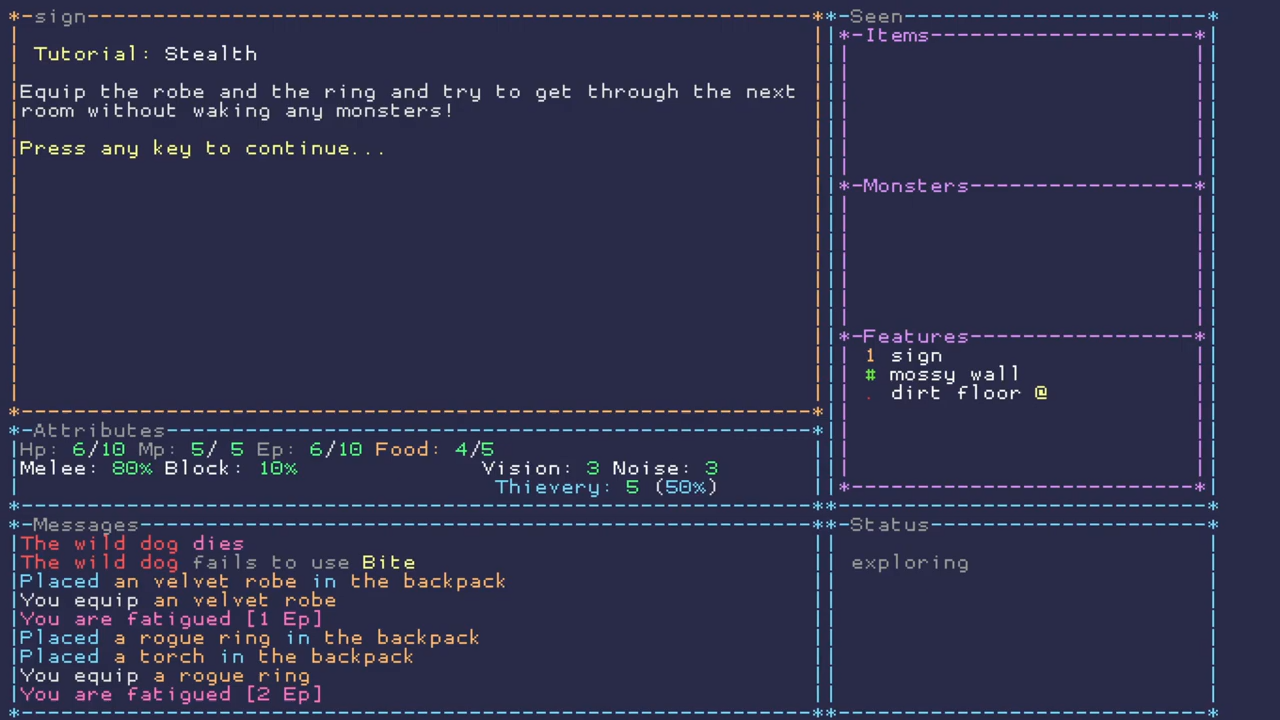 sign
Tutorial: Stealth
Equip the robe and the ring and try to get through the next
room without waking any monsters!
Press any key to continue...
Attributes
Hp: 6/10 Mp: 5/ 5 Ep: 6/10 Food: 4/5
Melee: 80% Block: 10% Vision: 3 Noise: 3
Thievery: 5 (50%)
Messages
The wild dog dies
The wild dog fails to use Bite
Placed an velvet robe in the backpack
You equip an velvet robe
You are fatigued [1 Ep]
Placed a rogue ring in the backpack
Placed a torch in the backpack
You equip a rogue ring
You are fatigued [2 Ep]
Seen
Items
Monsters
Features
1 sign
# mossy wall
. dirt floor @
Status
exploring